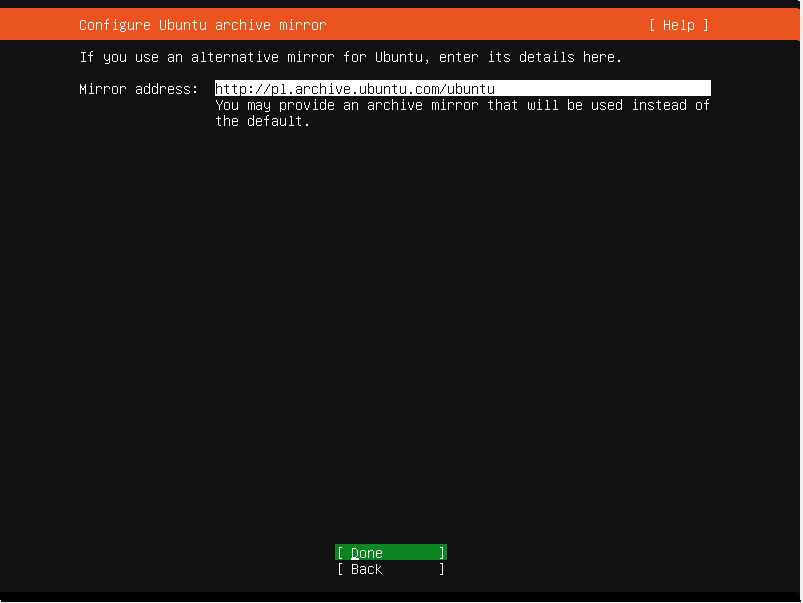 Configure Ubuntu archive mirror [ Help ]
If you use an alternative mirror for Ubuntu, enter its details here.
Mirror address: http://pl.archive.ubuntu.com/ubuntu
You may provide an archive mirror that will be used instead of
the default.
[ Done ]
[ Back ]